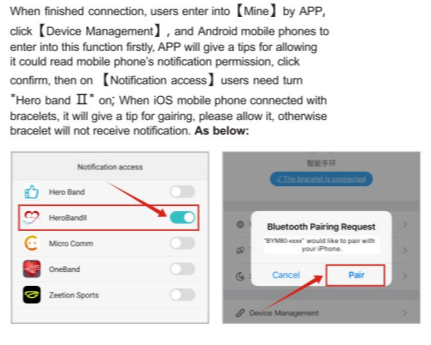 When finished connection, users enter into【Mine】by APP,
click【Device Management】, and Android mobile phones to
enter into this function firstly, APP will give a tips for allowing
it could read mobile phone's notification permission, click
confirm, then on 【Notification access】users need turn
"Hero band Ⅱ" on; When iOS mobile phone connected with
bracelets, it will give a tip for gairing, please allow it, otherwise
bracelet will not receive notification. As below:
Notification access
Hero Band
HeroBandII
Micro Comm
OneBand
Zeetion Sports
智能手环
The bracelet is connected
Bluetooth Pairing Request
"BYM80-xxxx" would like to pair with
your iPhone.
Cancel
Pair
Device Management